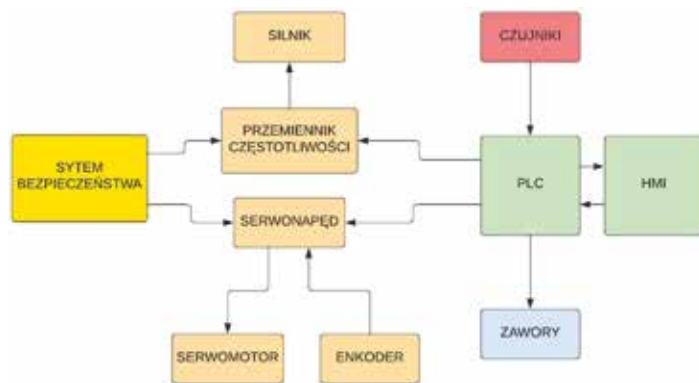 SILNIK
CZUJNIKI
PRZEMIENNIK
CZĘSTOTLIWOŚCI
SYTEM
BEZPIECZEŃSTWA
PLC
HMI
SERWONAPĘD
SERWOMOTOR
ENKODER
ZAWORY